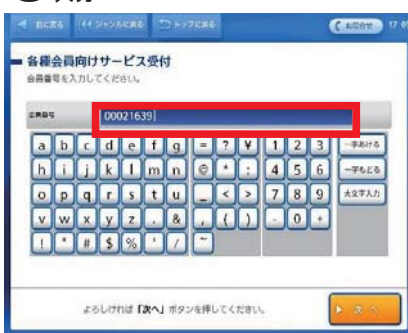 前に戻る ジャンルに戻る トップに戻る お問合せ 17
各種会員向けサービス受付
会員番号を入力してください。
会員番号 00021639
a b c d e f g = ? ¥ 1 2 3 一字あける
h i j k l m n @ * : 4 5 6 一字もどる
o p q r s t u _ < > 7 8 9 大文字入力
v w x y z . & , ( ) - 0 +
! " # $ % ' / ~
よろしければ「次へ」ボタンを押してください。
次へ